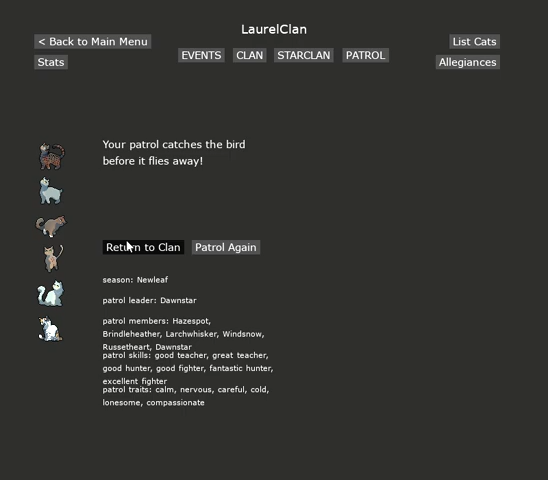 LaurelClan
< Back to Main Menu
List Cats
EVENTS
CLAN
STARCLAN
PATROL
Stats
Allegiances
Your patrol catches the bird
before it flies away!
Return to Clan
Patrol Again
season: Newleaf
patrol leader: Dawnstar
patrol members: Hazespot,
Brindleheather, Larchwhisker, Windsnow,
Russetheart, Dawnstar
patrol skills: good teacher, great teacher,
good hunter, good fighter, fantastic hunter,
excellent fighter
patrol traits: calm, nervous, careful, cold,
lonesome, compassionate